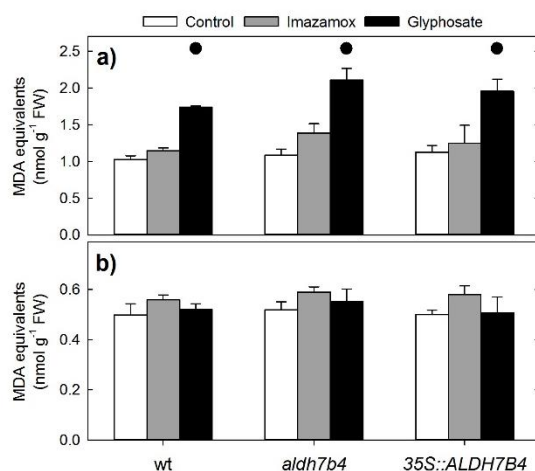 Control Imazamox Glyphosate
a)
MDA equivalents
(nmol g⁻¹ FW)
2.5
2.0
1.5
1.0
0.5
0.0
b)
MDA equivalents
(nmol g⁻¹ FW)
0.6
0.4
0.2
0.0
wt aldh7b4 35S::ALDH7B4